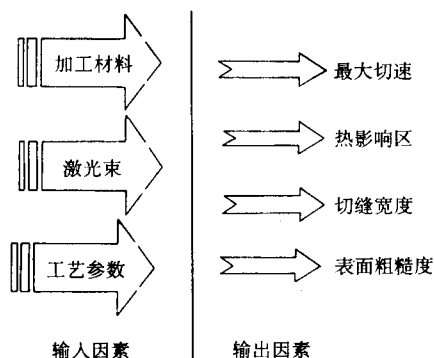 加工材料
最大切速
热影响区
激光束
切缝宽度
工艺参数
表面粗糙度
输入因素
输出因素